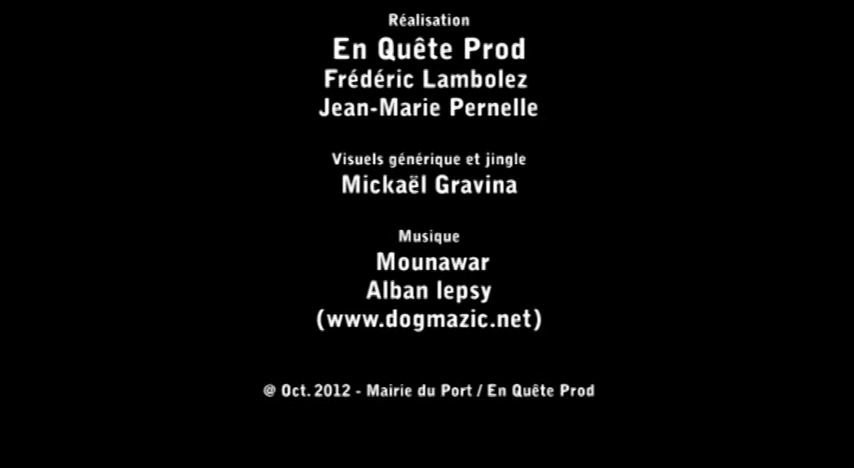 Réalisation
En Quête Prod
Frédéric Lambolez
Jean-Marie Pernelle
Visuels générique et jingle
Mickaël Gravina
Musique
Mounawar
Alban lepsy
(www.dogmazic.net)
@ Oct. 2012 - Mairie du Port / En Quête Prod